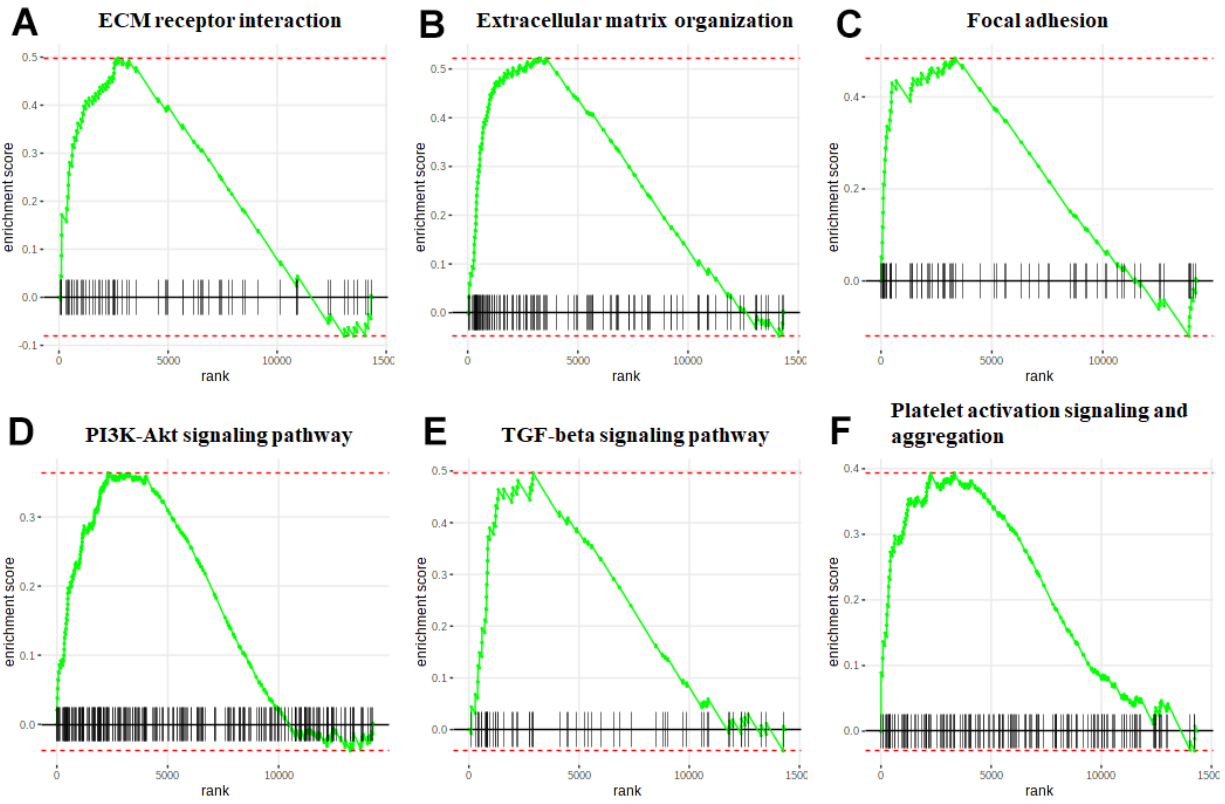 A
ECM receptor interaction
enrichment score
0.5
0.4
0.3
0.2
0.1
0.0
-0.1
0
5000
10000
1500
rank
B
Extracellular matrix organization
enrichment score
0.5
0.4
0.3
0.2
0.1
0.0
0
5000
10000
1500
rank
C
Focal adhesion
enrichment score
0.4
0.2
0.0
0
5000
10000
rank
D
PI3K-Akt signaling pathway
enrichment score
0.3
0.2
0.1
0.0
0
5000
10000
rank
E
TGF-beta signaling pathway
enrichment score
0.5
0.4
0.3
0.2
0.1
0.0
0
5000
10000
1500
rank
F
Platelet activation signaling and
aggregation
enrichment score
0.4
0.3
0.2
0.1
0.0
0
5000
10000
1500
rank